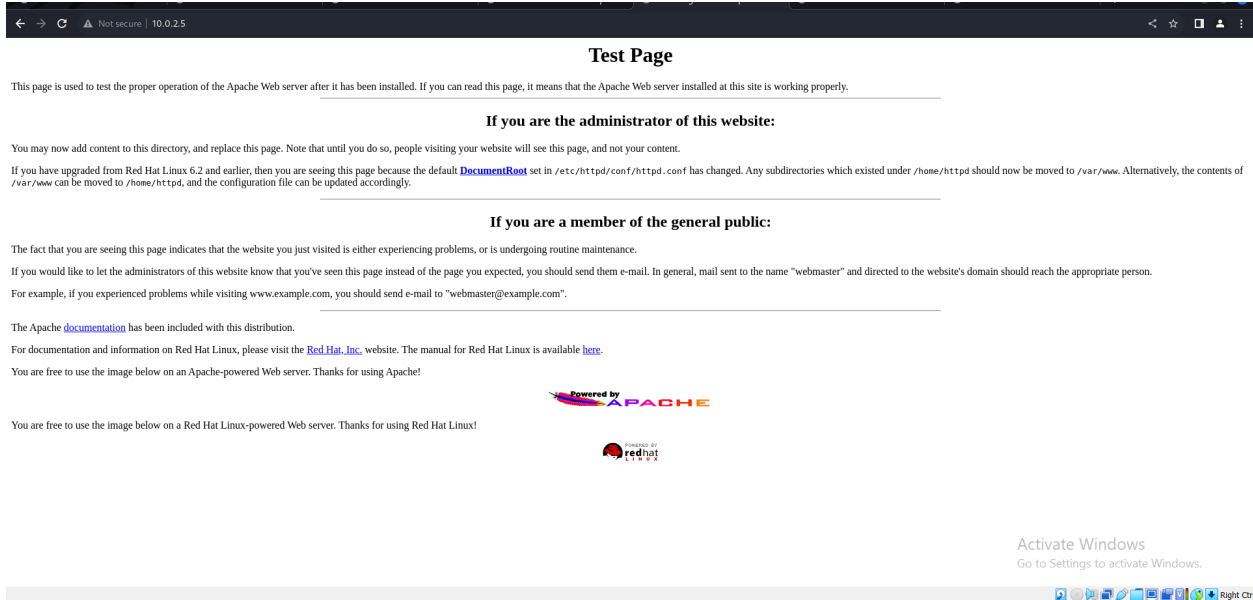 Not secure | 10.0.2.5
Test Page
This page is used to test the proper operation of the Apache Web server after it has been installed. If you can read this page, it means that the Apache Web server installed at this site is working properly.
If you are the administrator of this website:
You may now add content to this directory, and replace this page. Note that until you do so, people visiting your website will see this page, and not your content.
If you have upgraded from Red Hat Linux 6.2 and earlier, then you are seeing this page because the default DocumentRoot set in /etc/httpd/conf/httpd.conf has changed. Any subdirectories which existed under /home/httpd should now be moved to /var/www. Alternatively, the contents of
/var/www can be moved to /home/httpd, and the configuration file can be updated accordingly.
If you are a member of the general public:
The fact that you are seeing this page indicates that the website you just visited is either experiencing problems, or is undergoing routine maintenance.
If you would like to let the administrators of this website know that you've seen this page instead of the page you expected, you should send them e-mail. In general, mail sent to the name "webmaster" and directed to the website's domain should reach the appropriate person.
For example, if you experienced problems while visiting www.example.com, you should send e-mail to "webmaster@example.com".
The Apache documentation has been included with this distribution.
For documentation and information on Red Hat Linux, please visit the Red Hat, Inc. website. The manual for Red Hat Linux is available here.
You are free to use the image below on an Apache-powered Web server. Thanks for using Apache!
Powered by
APACHE
You are free to use the image below on a Red Hat Linux-powered Web server. Thanks for using Red Hat Linux!
POWERED BY
redhat
LINUX
Activate Windows
Go to Settings to activate Windows.
Right Ctr